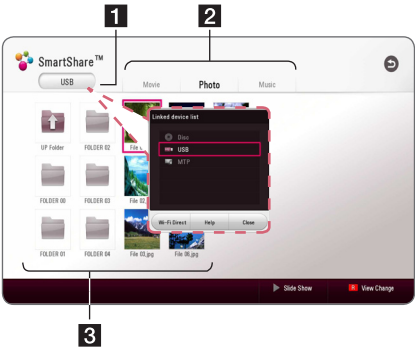 1
2
SmartShare™
USB
Movie
Photo
Music
Linked device list
Disc
USB
MTP
Wi-Fi Direct
Help
Close
UP Folder
FOLDER 02
FOLDER 00
FOLDER 03
File 02.
FOLDER 01
FOLDER 04
File 03.jpg
File 06.jpg
Slide Show
R View Change
3